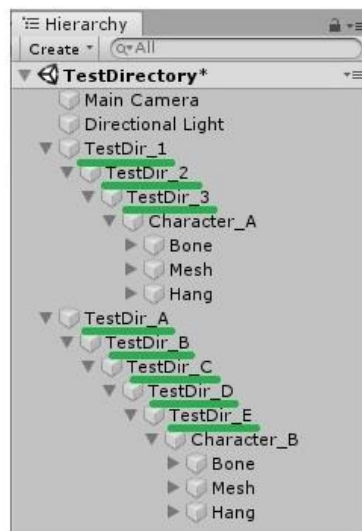 Hierarchy
Create All
TestDirectory*
Main Camera
Directional Light
TestDir_1
TestDir_2
TestDir_3
Character_A
Bone
Mesh
Hang
TestDir_A
TestDir_B
TestDir_C
TestDir_D
TestDir_E
Character_B
Bone
Mesh
Hang